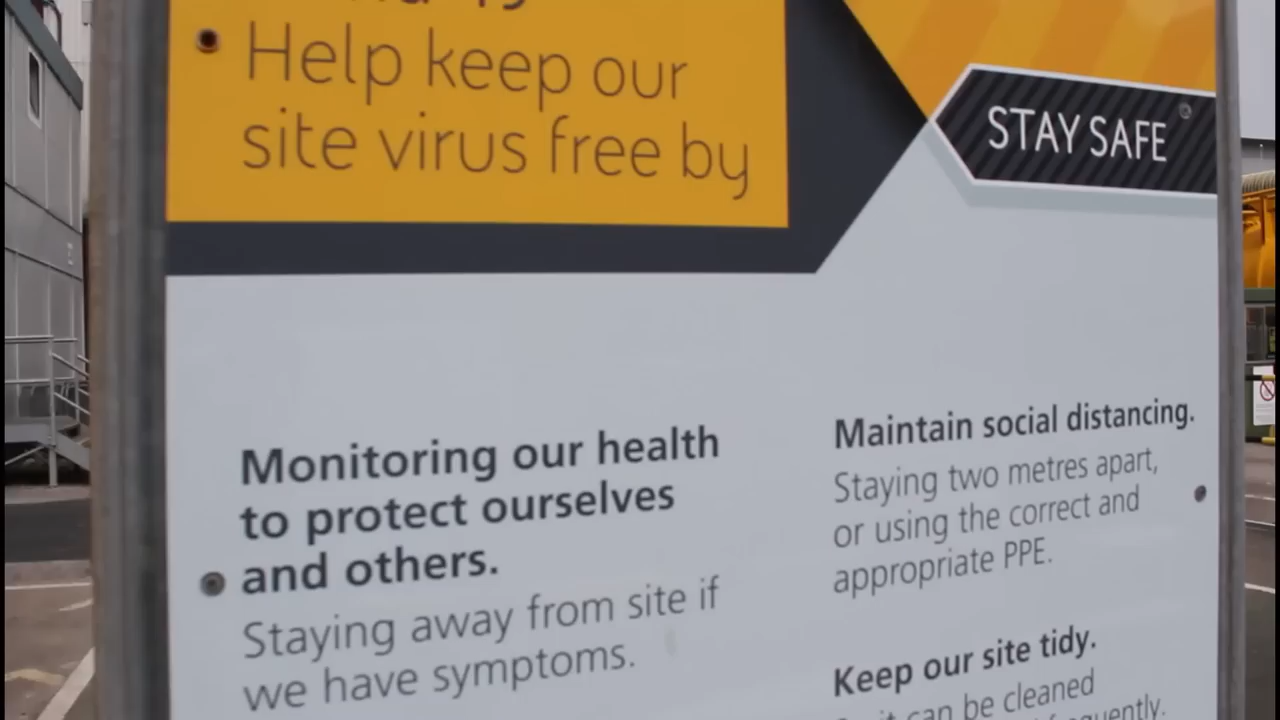 Help keep our
site virus free by
STAY SAFE
Monitoring our health
to protect ourselves
and others.
Staying away from site if
we have symptoms.
Maintain social distancing.
Staying two metres apart,
or using the correct and
appropriate PPE.
Keep our site tidy.
it can be cleaned
frequently.